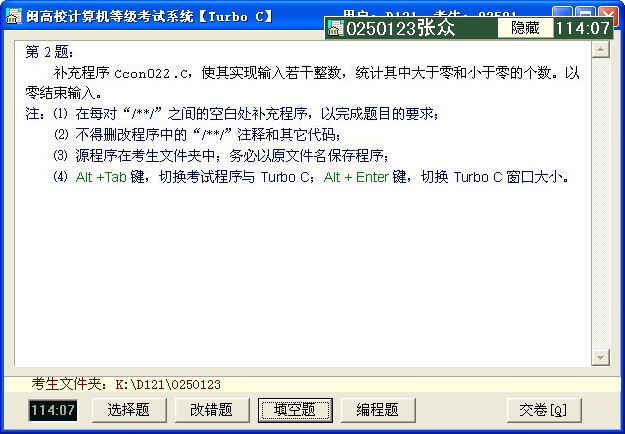 闽高校计算机等级考试系统【Turbo C】
0250123张众 隐藏 114:07
第 2 题:
补充程序 Ccon022.C, 使其实现输入若干整数, 统计其中大于零和小于零的个数。以
零结束输入。
注: ⑴ 在每对“/**/”之间的空白处补充程序, 以完成题目的要求;
⑵ 不得删改程序中的“/**/”注释和其它代码;
⑶ 源程序在考生文件夹中; 务必以原文件名保存程序;
⑷ Alt +Tab 键, 切换考试程序与 Turbo C; Alt + Enter 键, 切换 Turbo C 窗口大小。
考生文件夹: K:\D121\0250123
114:07 选择题 改错题 填空题 编程题 交卷[Q]